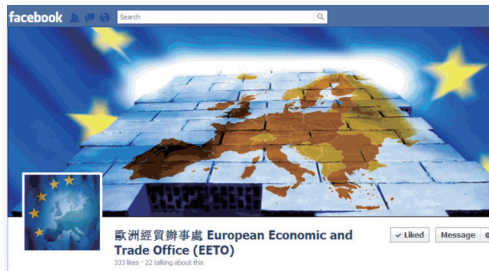 facebook
Search
歐洲經貿辦事處 European Economic and
Trade Office (EETO)
333 likes · 22 talking about this
✓ Liked
Message